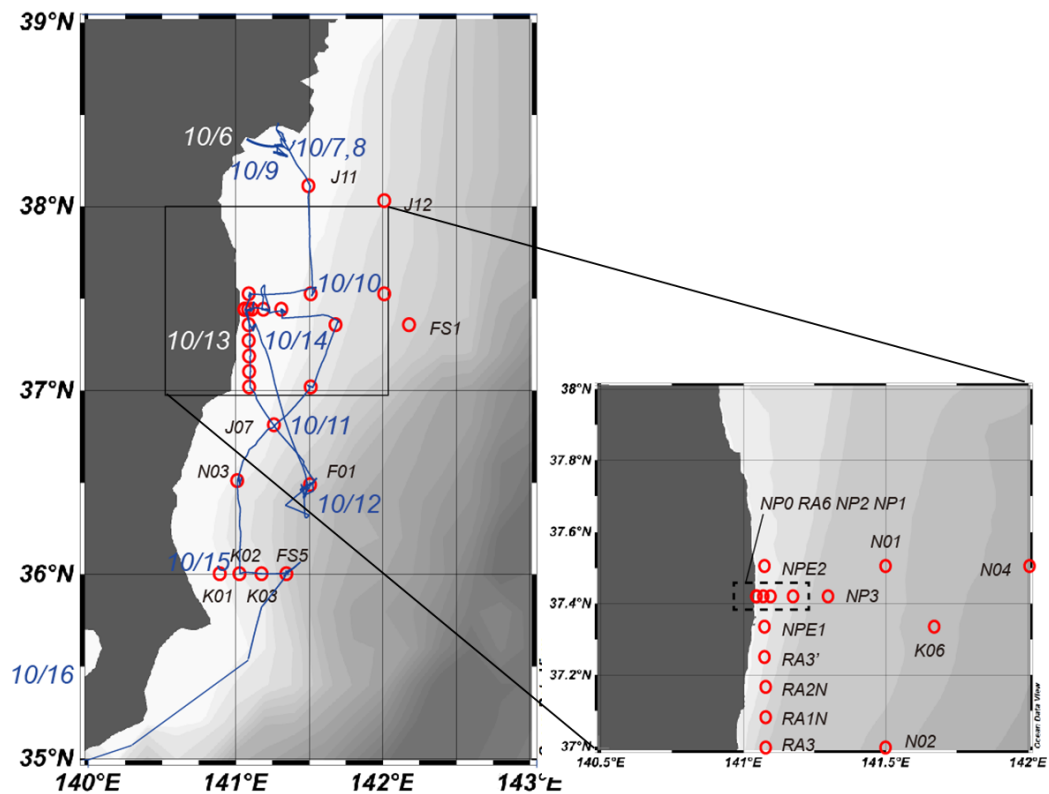 39°N
10/6
10/7,8
10/9
J11
38°N
J12
10/10
10/13
10/14
FS1
37°N
J07
10/11
N03
F01
10/12
10/15
K02
FS5
36°N
K01
K03
10/16
35°N
140°E
141°E
142°E
38°N
37.8°N
NP0 RA6 NP2 NP1
37.6°N
N01
NPE2
N04
37.4°N
NP3
NPE1
K06
RA3'
37.2°N
RA2N
RA1N
37°N
RA3
N02
140.5°E
141°E
141.5°E
142°E
Ocean Data View